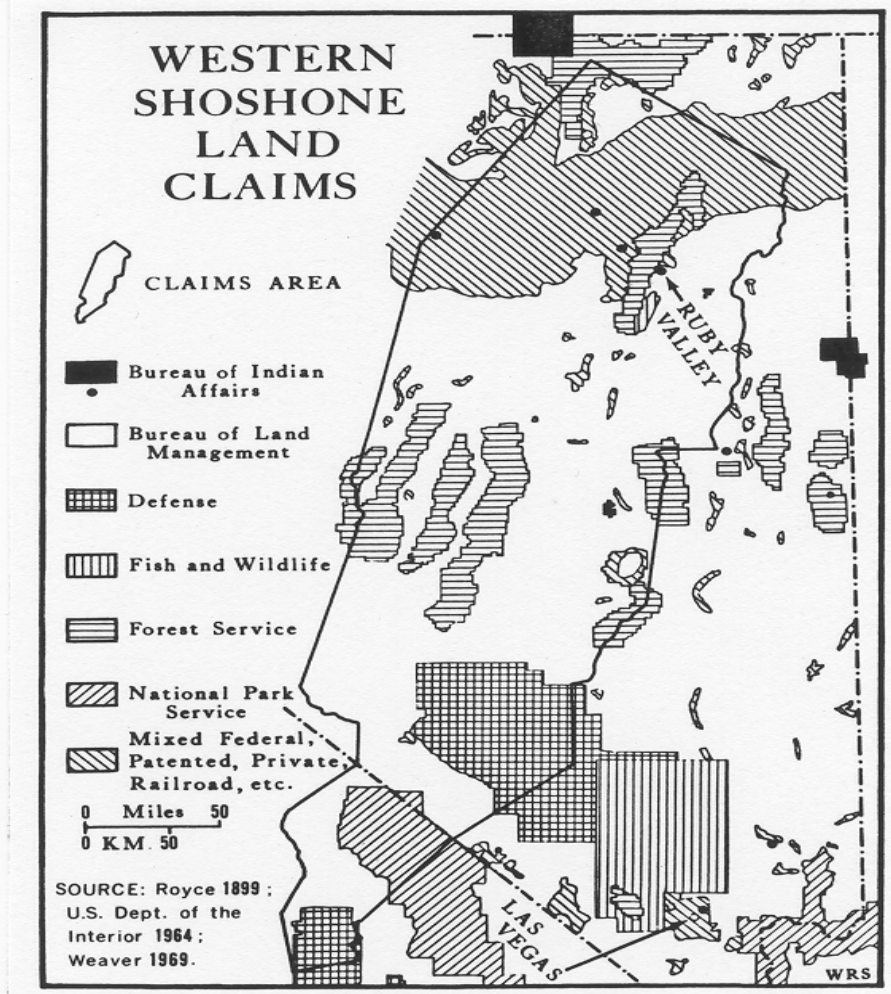 WESTERN
SHOSHONE
LAND
CLAIMS
CLAIMS AREA
Bureau of Indian
Affairs
Bureau of Land
Management
Defense
Fish and Wildlife
Forest Service
National Park
Service
Mixed Federal,
Patented, Private,
Railroad, etc.
0 Miles 50
0 KM. 50
SOURCE: Royce 1899 ;
U.S. Dept. of the
Interior 1964 ;
Weaver 1969.
RUBY
VALLEY
LAS
VEGAS
WRS